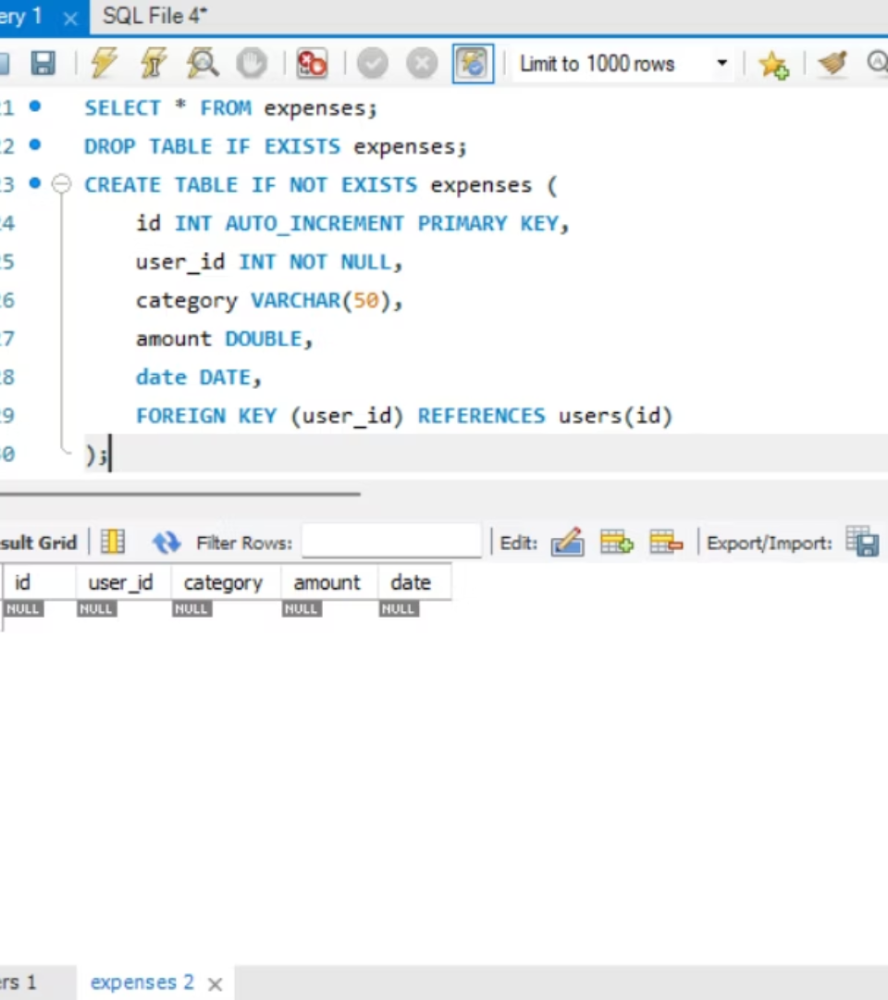 ery 1 SQL File 4*
Limit to 1000 rows
21 SELECT * FROM expenses;
22 DROP TABLE IF EXISTS expenses;
23 CREATE TABLE IF NOT EXISTS expenses (
24 id INT AUTO_INCREMENT PRIMARY KEY,
25 user_id INT NOT NULL,
26 category VARCHAR(50),
27 amount DOUBLE,
28 date DATE,
29 FOREIGN KEY (user_id) REFERENCES users(id)
30 );
sult Grid Filter Rows: Edit: Export/Import:
id user_id category amount date
NULL NULL NULL NULL NULL
ers 1 expenses 2